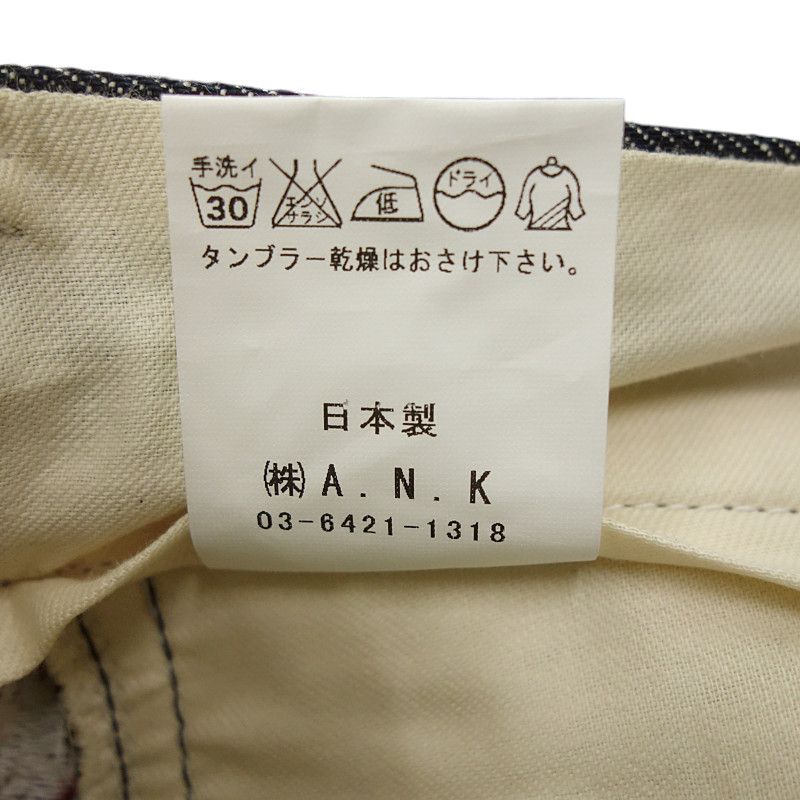 手洗イ
30
エンソ
サラシ
低
ドライ
タンブラー乾燥はおさけ下さい。
日本製
㈱ A.N.K
03-6421-1318